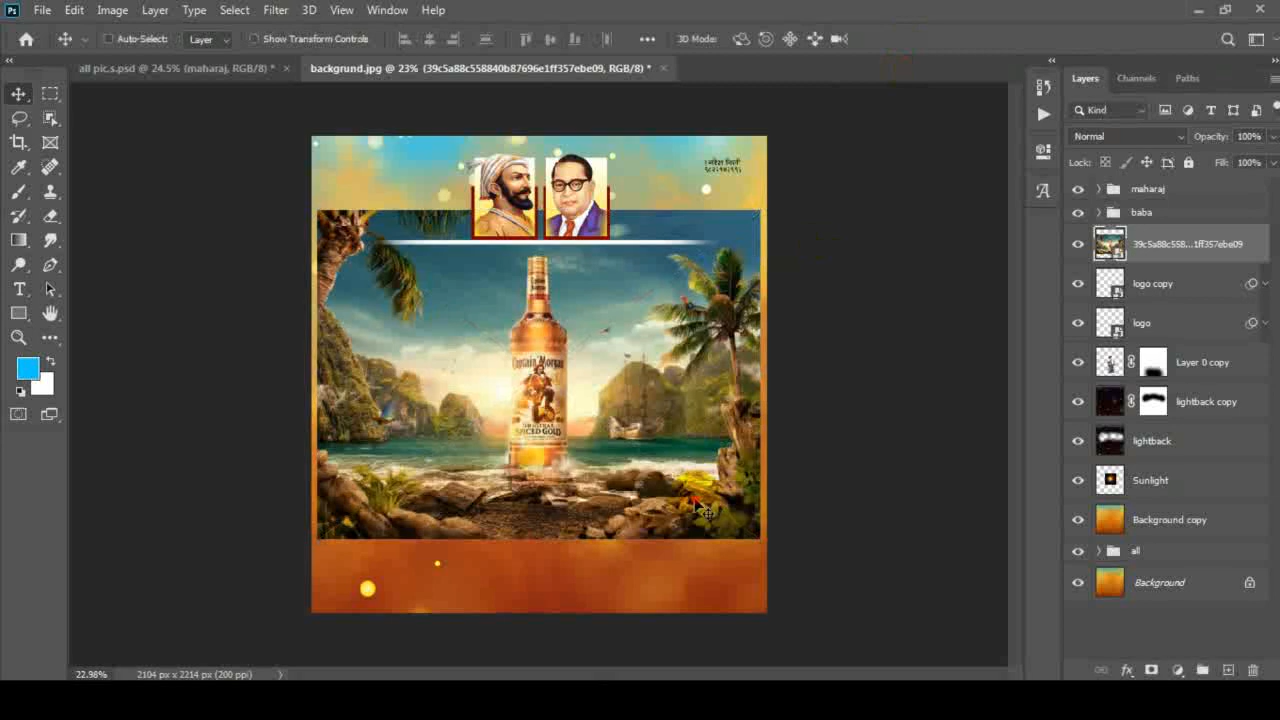 Ps File Edit Image Layer Type Select Filter 3D View Window Help
Auto-Select: Layer Show Transform Controls 3D Mode:
all pic.s.psd @ 24.5% (maharaj, RGB/8) * × backgrund.jpg @ 23% (39c5a88c558840b87696e1ff357ebe09, RGB/8) * ×
Layers Channels Paths
Kind
Normal Opacity: 100%
Lock: Fill: 100%
maharaj
baba
39c5a88c558...1ff357ebe09
logo copy
logo
Layer 0 copy
lightback copy
lightback
Sunlight
Background copy
all
Background
Captain Morgan
SPICED GOLD
22.98% 2104 px x 2214 px (200 ppi)